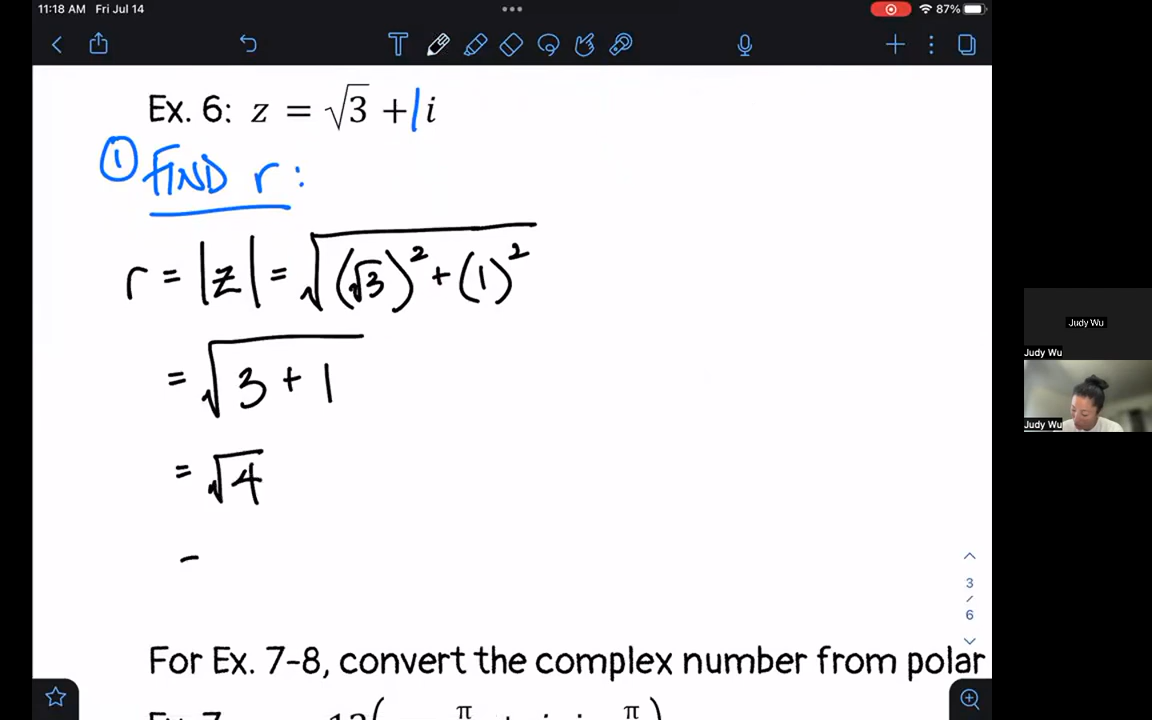 11:18 AM Fri Jul 14
87%
T
Ex. 6: z = √3 + 1i
① FIND r:
r = |z| = √((√3)² + (1)²)
= √(3 + 1)
= √4
Judy Wu
Judy Wu
Judy Wu
3
/
6
For Ex. 7-8, convert the complex number from polar